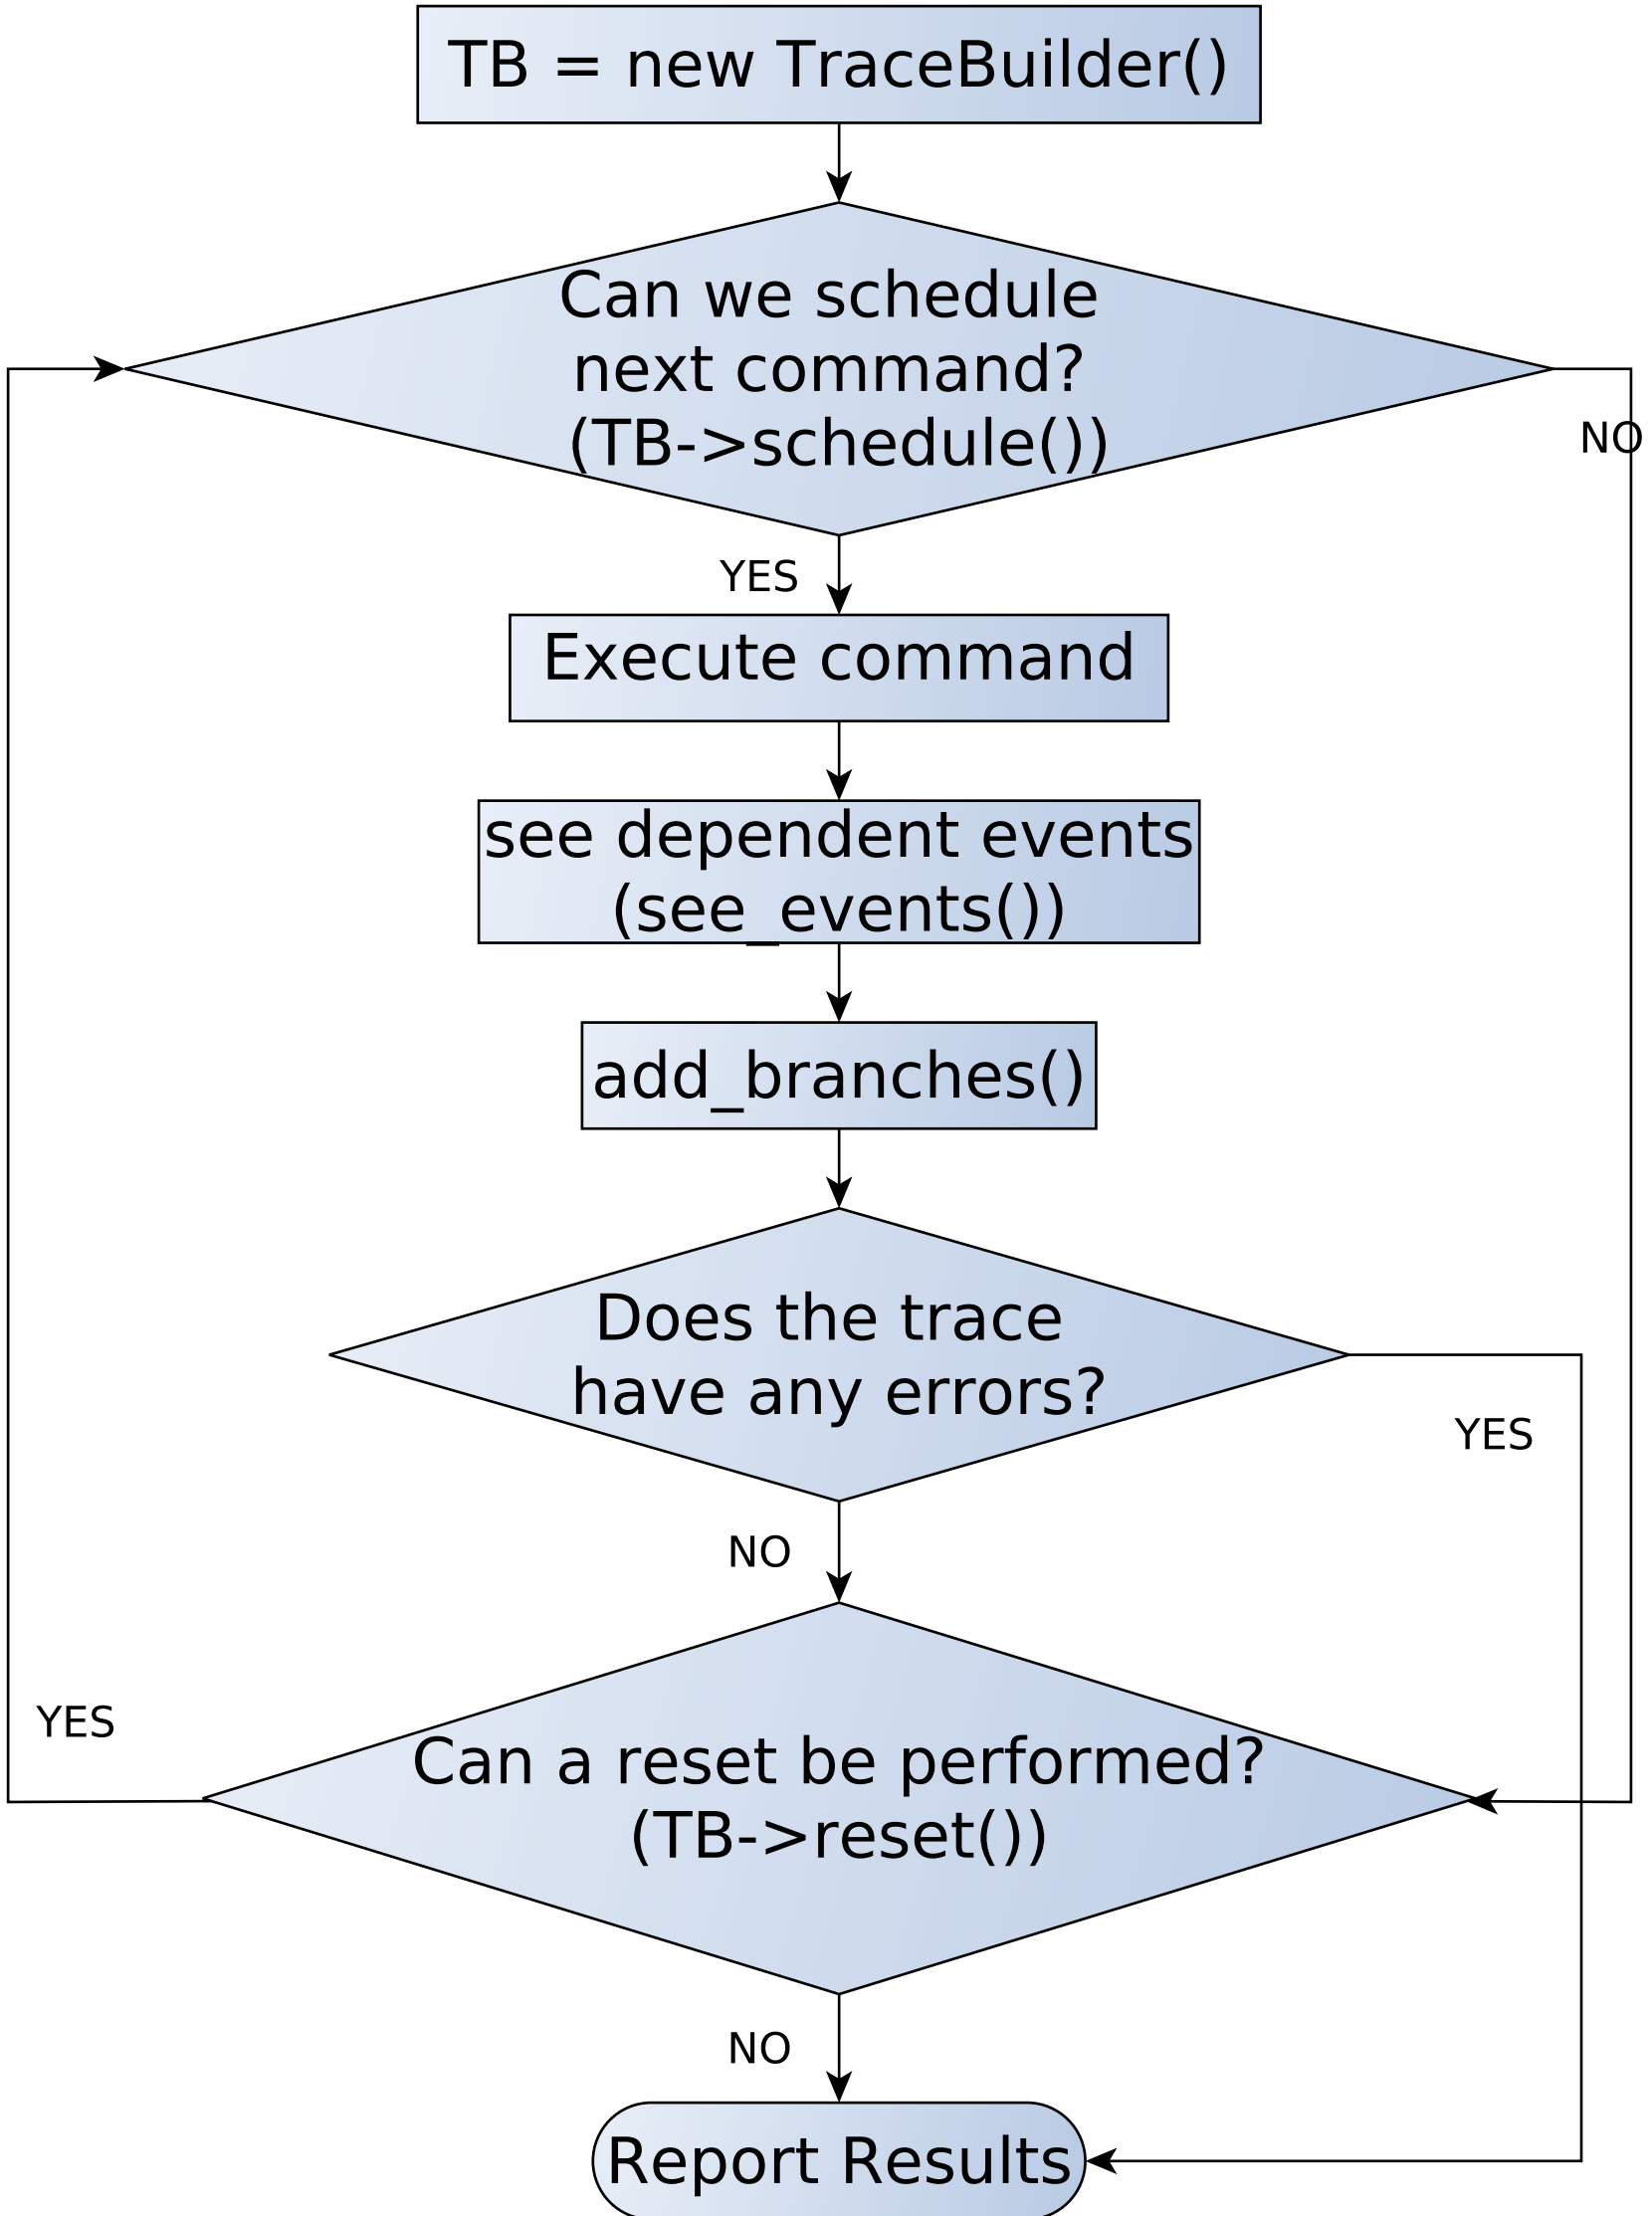 TB = new TraceBuilder()
Can we schedule
next command?
(TB->schedule())
NO
YES
Execute command
see dependent events
(see_events())
add_branches()
Does the trace
have any errors?
YES
NO
YES
Can a reset be performed?
(TB->reset())
NO
Report Results